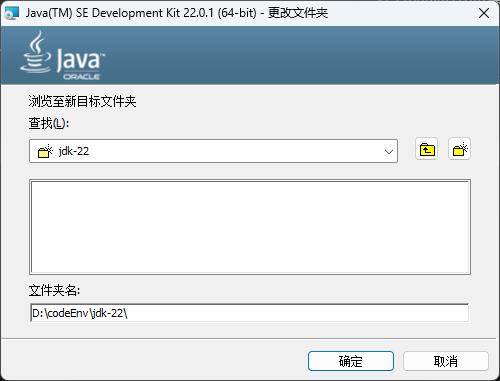 Java(TM) SE Development Kit 22.0.1 (64-bit) - 更改文件夹
Java
ORACLE
浏览至新目标文件夹
查找(L):
jdk-22
文件夹名:
D:\codeEnv\jdk-22\
确定
取消